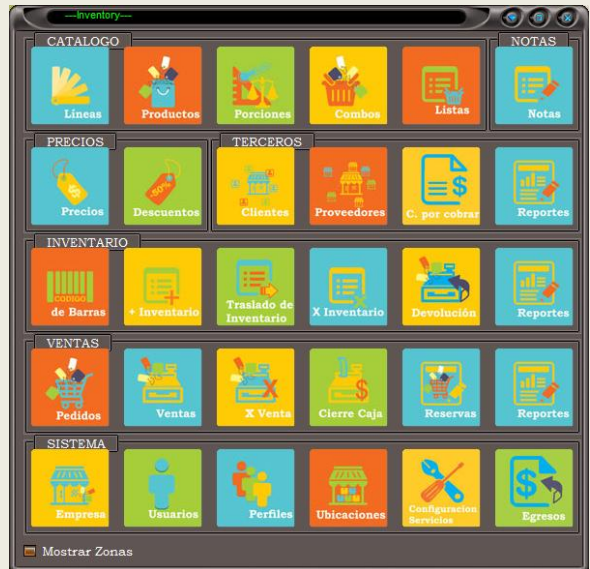 ---Inventory---
CATALOGO
NOTAS
Líneas
Productos
Porciones
Combos
Listas
Notas
PRECIOS
TERCEROS
$
-50%
Precios
Descuentos
Clientes
Proveedores
$
C. por cobrar
Reportes
INVENTARIO
CODIGO
de Barras
+ Inventario
Traslado de
Inventario
X Inventario
Devolución
Reportes
VENTAS
Pedidos
Ventas
X Venta
$
Cierre Caja
Reservas
Reportes
SISTEMA
Empresa
Usuarios
Perfiles
Ubicaciones
Configuracion
Servicios
$
Egresos
Mostrar Zonas